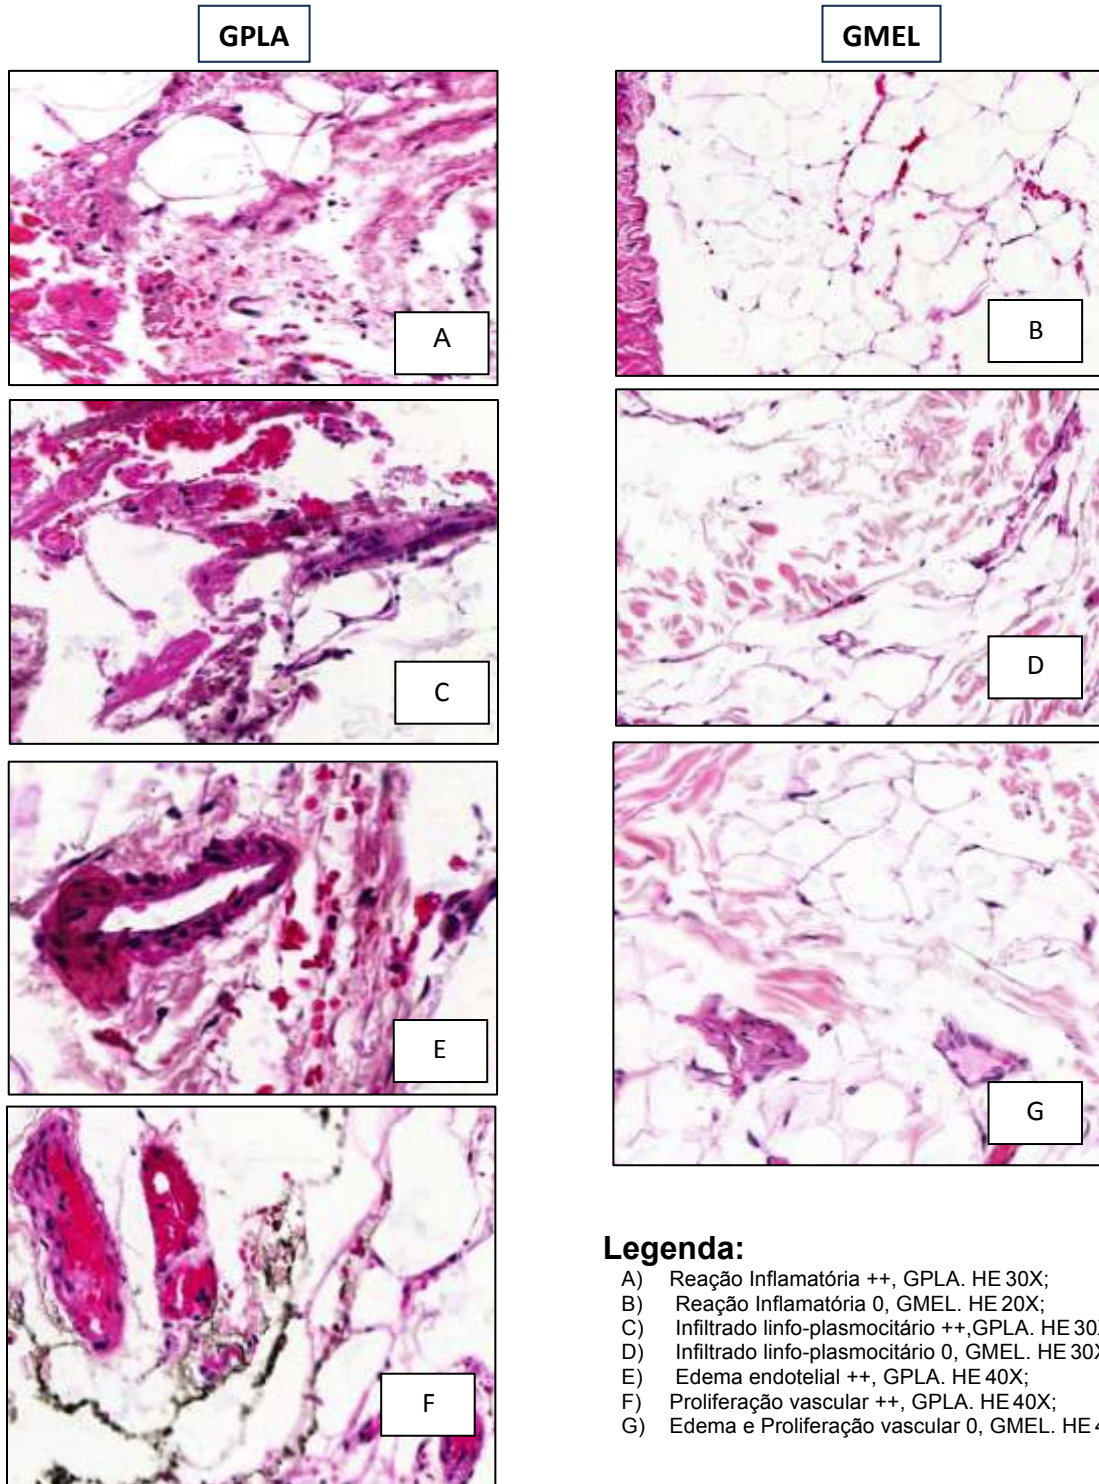 GPLA
GMEL
A
B
C
D
E
G
F
Legenda:
A) Reação Inflamatória ++, GPLA. HE 30X;
B) Reação Inflamatória 0, GMEL. HE 20X;
C) Infiltrado linfo-plasmocitário ++,GPLA. HE 30X
D) Infiltrado linfo-plasmocitário 0, GMEL. HE 30X
E) Edema endotelial ++, GPLA. HE 40X;
F) Proliferação vascular ++, GPLA. HE 40X;
G) Edema e Proliferação vascular 0, GMEL. HE